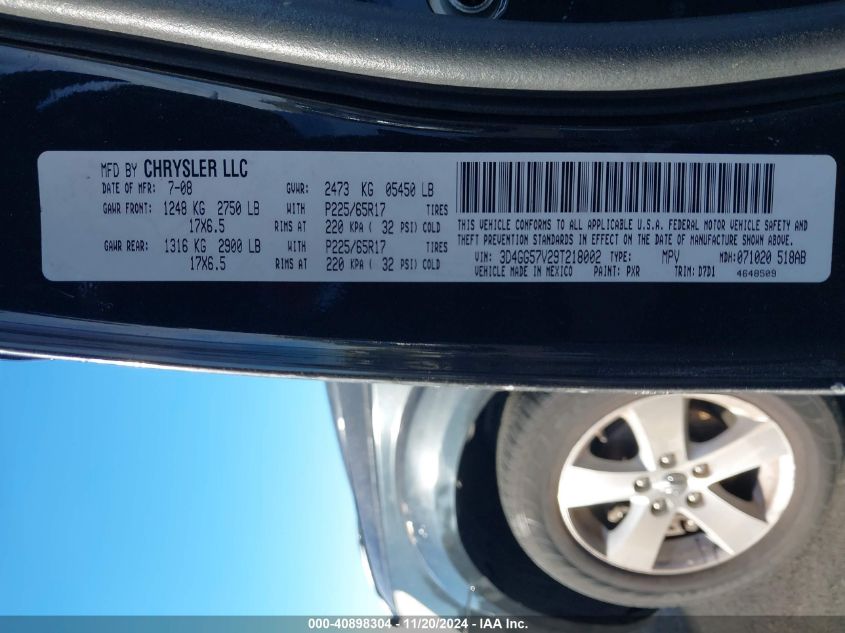 MFD BY CHRYSLER LLC
DATE OF MFR: 7-08 GVWR: 2473 KG 05450 LB
GAWR FRONT: 1248 KG 2750 LB WITH P225/65R17 TIRES
17X6.5 RIMS AT 220 KPA ( 32 PSI) COLD
GAWR REAR: 1316 KG 2900 LB WITH P225/65R17 TIRES
17X6.5 RIMS AT 220 KPA ( 32 PSI) COLD
THIS VEHICLE CONFORMS TO ALL APPLICABLE U.S.A. FEDERAL MOTOR VEHICLE SAFETY AND
THEFT PREVENTION STANDARDS IN EFFECT ON THE DATE OF MANUFACTURE SHOWN ABOVE.
VIN: 3D4GG57V29T218002 TYPE: MPV MDH: 071020 518AB
VEHICLE MADE IN MEXICO PAINT: PXR TRIM: D7D1 4648509
000-40898304 - 11/20/2024 - IAA Inc.